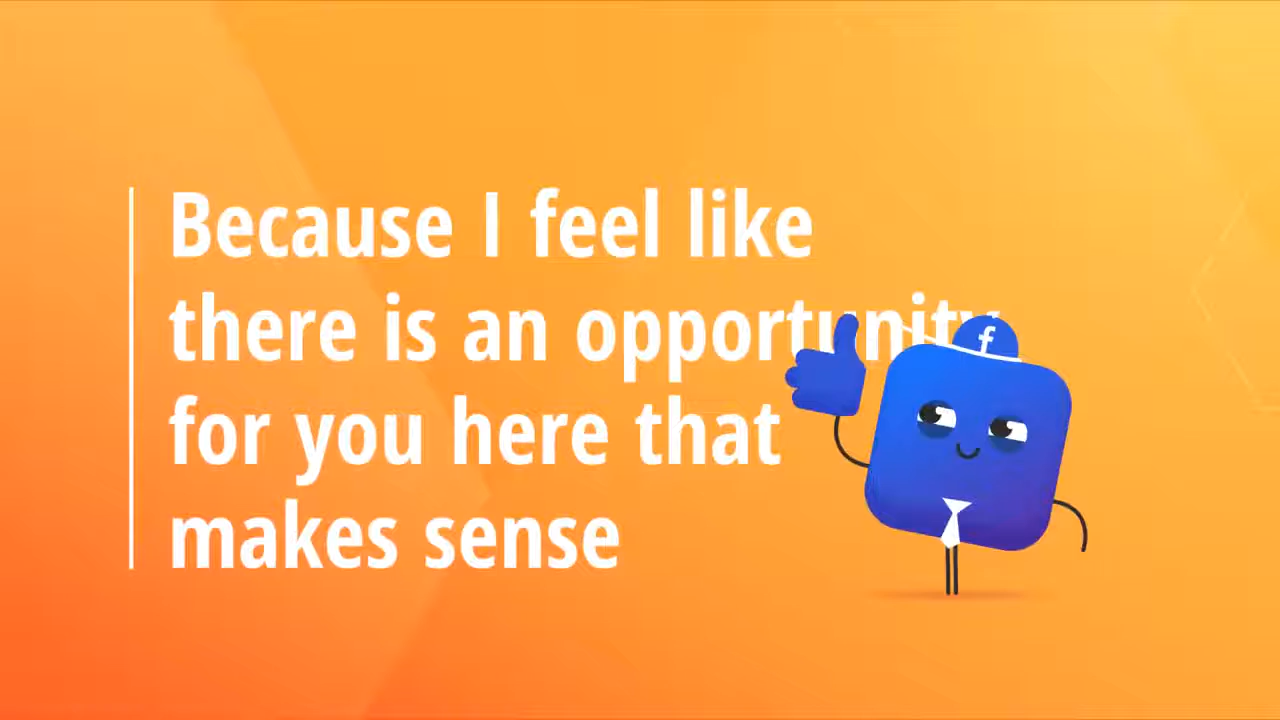 Because I feel like
there is an opportunity
for you here that
makes sense
f